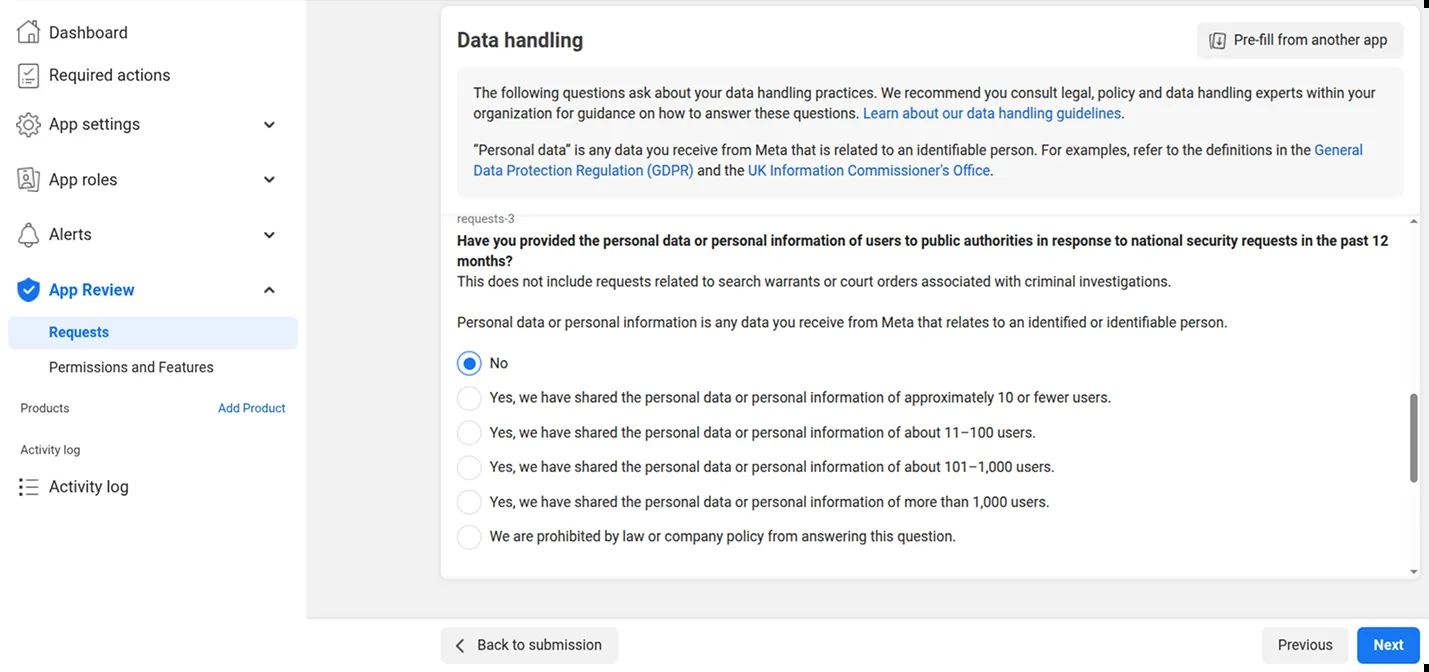 Dashboard
Required actions
App settings
App roles
Alerts
App Review
Requests
Permissions and Features
Products Add Product
Activity log
Activity log
Data handling
Pre-fill from another app
The following questions ask about your data handling practices. We recommend you consult legal, policy and data handling experts within your
organization for guidance on how to answer these questions. Learn about our data handling guidelines.
"Personal data" is any data you receive from Meta that is related to an identifiable person. For examples, refer to the definitions in the General
Data Protection Regulation (GDPR) and the UK Information Commissioner's Office.
requests-3
Have you provided the personal data or personal information of users to public authorities in response to national security requests in the past 12
months?
This does not include requests related to search warrants or court orders associated with criminal investigations.
Personal data or personal information is any data you receive from Meta that relates to an identified or identifiable person.
No
Yes, we have shared the personal data or personal information of approximately 10 or fewer users.
Yes, we have shared the personal data or personal information of about 11–100 users.
Yes, we have shared the personal data or personal information of about 101–1,000 users.
Yes, we have shared the personal data or personal information of more than 1,000 users.
We are prohibited by law or company policy from answering this question.
Back to submission
Previous
Next